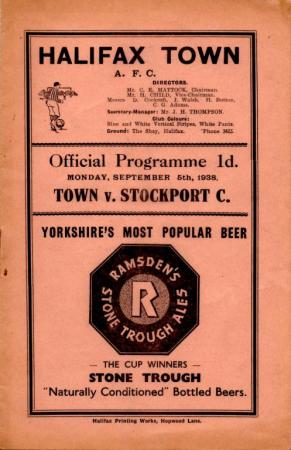 HALIFAX TOWN
A. F. C.
DIRECTORS.
Mr. C. R. MATTOCK, Chairman
Mr. H. CHILD, Vice-Chairman.
Messrs D. Cockcroft, J. Walsh, H.
C. G. Adams.
Secretary-Manager: Mr. J. H. THOMPSON.
Club Colours:
Blue and White Vertical Stripes, White Pants.
Ground: The Shay, Halifax. 'Phone 3423.
Official Programme 1d.
MONDAY, SEPTEMBER 5th, 1938,
TOWN v. STOCKPORT C.
YORKSHIRE'S MOST POPULAR BEER
RAMSDEN'S
R
STONE TROUGH ALES
— THE CUP WINNERS —
STONE TROUGH
"Naturally Conditioned" Bottled Beers.
Halifax Printing Works, Hopwood Lane.